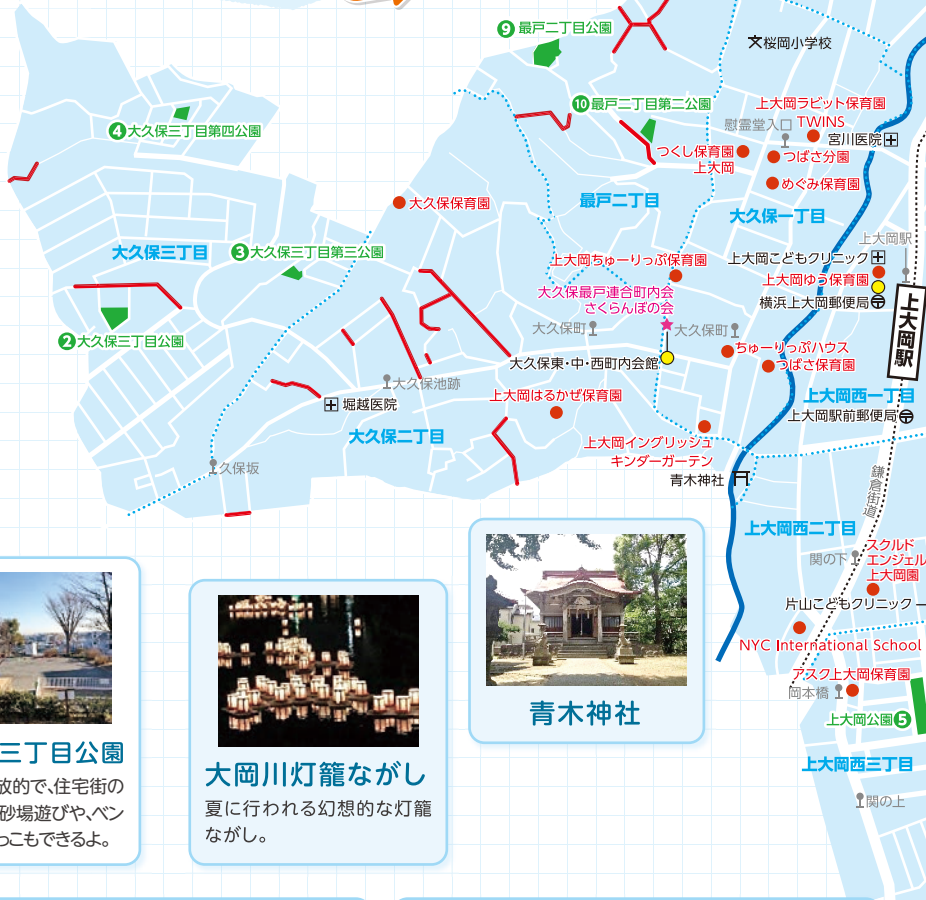 9 最戸二丁目公園
桜岡小学校
10 最戸二丁目第二公園
上大岡ラビット保育園
TWINS
慰霊堂入口
宮川医院
4 大久保三丁目第四公園
つくし保育園
上大岡
つばさ分園
めぐみ保育園
最戸二丁目
大久保一丁目
大久保保育園
上大岡駅
大久保三丁目
3 大久保三丁目第三公園
上大岡ちゅーりっぷ保育園
上大岡こどもクリニック
上大岡ゆう保育園
大久保最戸連合町内会
さくらんぼの会
横浜上大岡郵便局
上大岡駅
大久保町
大久保町
2 大久保三丁目公園
ちゅーりっぷハウス
大久保東・中・西町内会館
つばさ保育園
大久保池跡
上大岡はるかぜ保育園
上大岡西一丁目
堀越医院
上大岡駅前郵便局
大久保二丁目
上大岡イングリッシュ
キンダーガーテン
久保坂
青木神社
鎌倉街道
上大岡西二丁目
関の下
スクルド
エンジェル
上大岡園
片山こどもクリニック
NYC International School
アスク上大岡保育園
岡本橋
上大岡公園 5
上大岡西三丁目
関の上
青木神社
大岡川灯籠ながし
夏に行われる幻想的な灯籠
ながし。
三丁目公園
放的で、住宅街の
砂場遊びや、ベン
っこもできるよ。